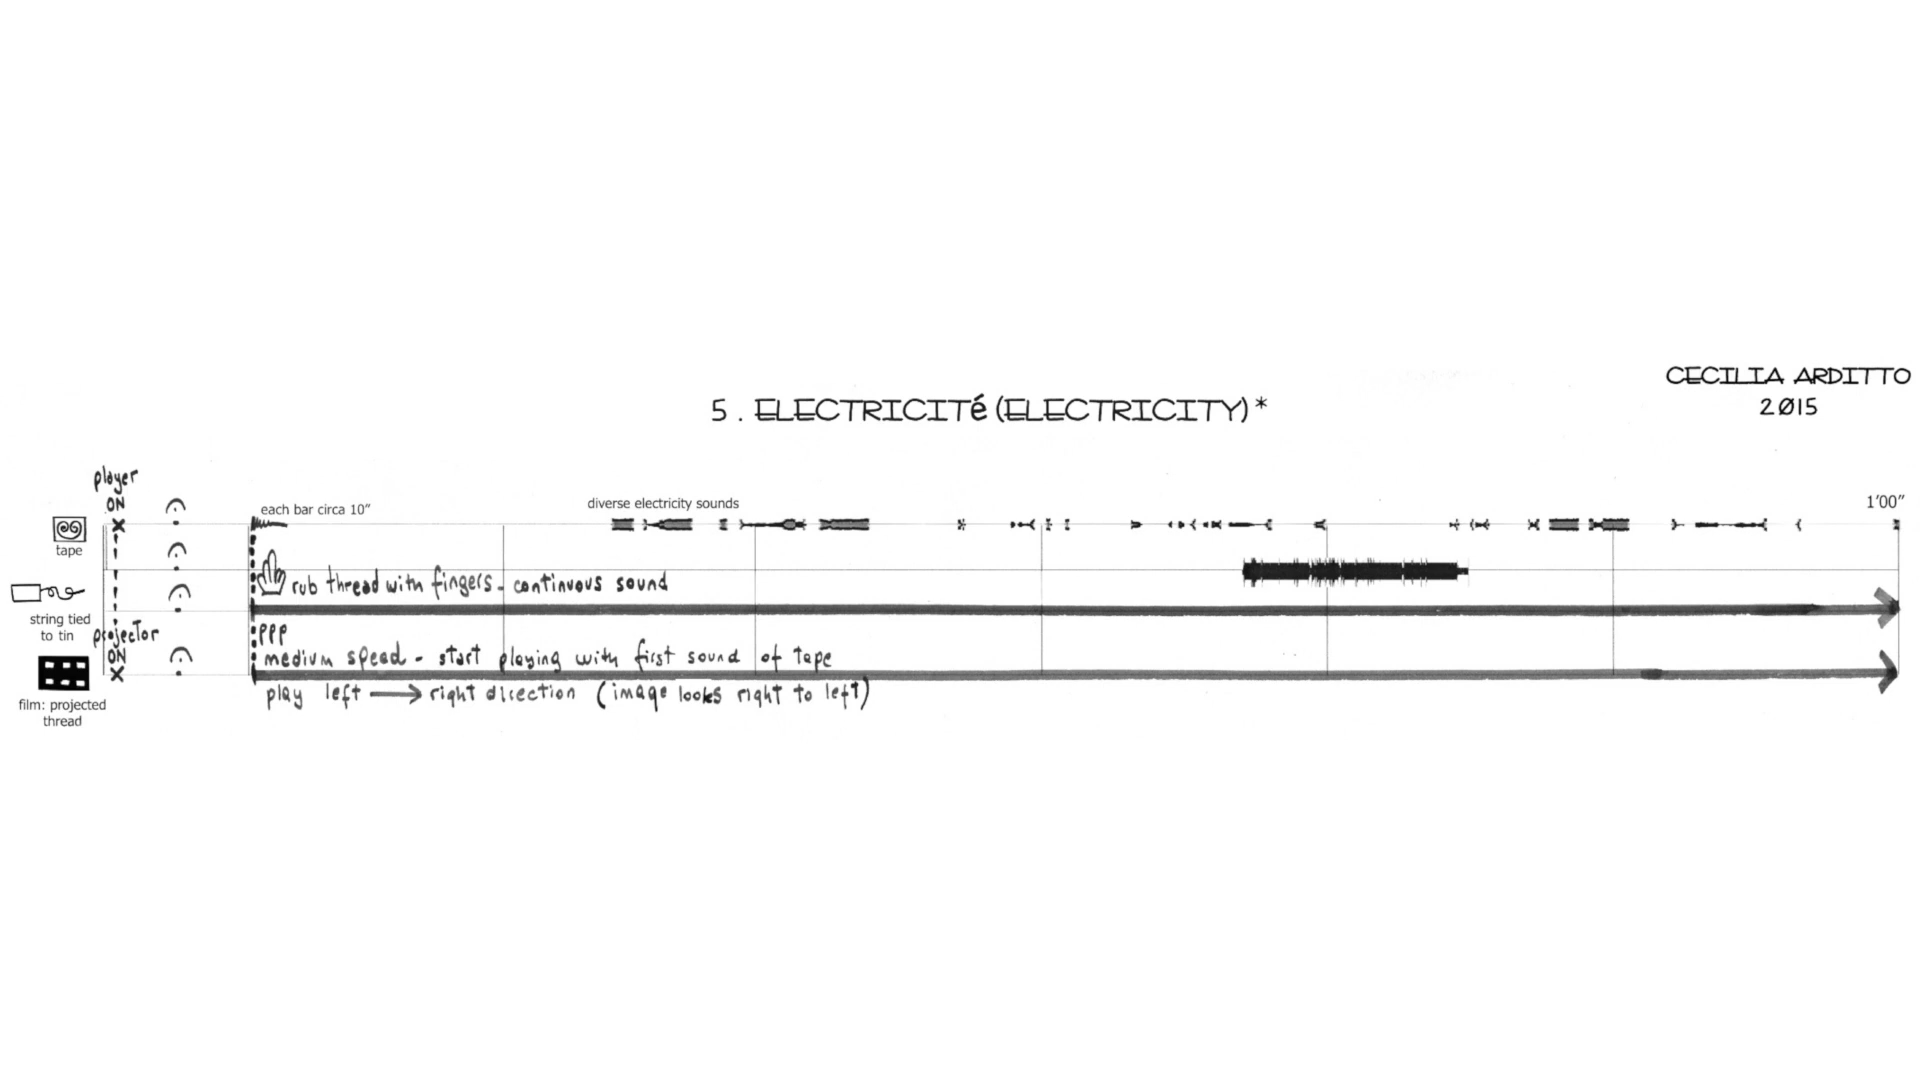 CECILIA ARDITTO
2015
5. ELECTRICITé (ELECTRICITY)*
player
ON
each bar circa 10"
diverse electricity sounds
1'00"
tape
rub thread with fingers - continuous sound
string tied
to tin
projector
ON
ppp
medium speed - start playing with first sound of tape
play left → right direction (image looks right to left)
film: projected
thread